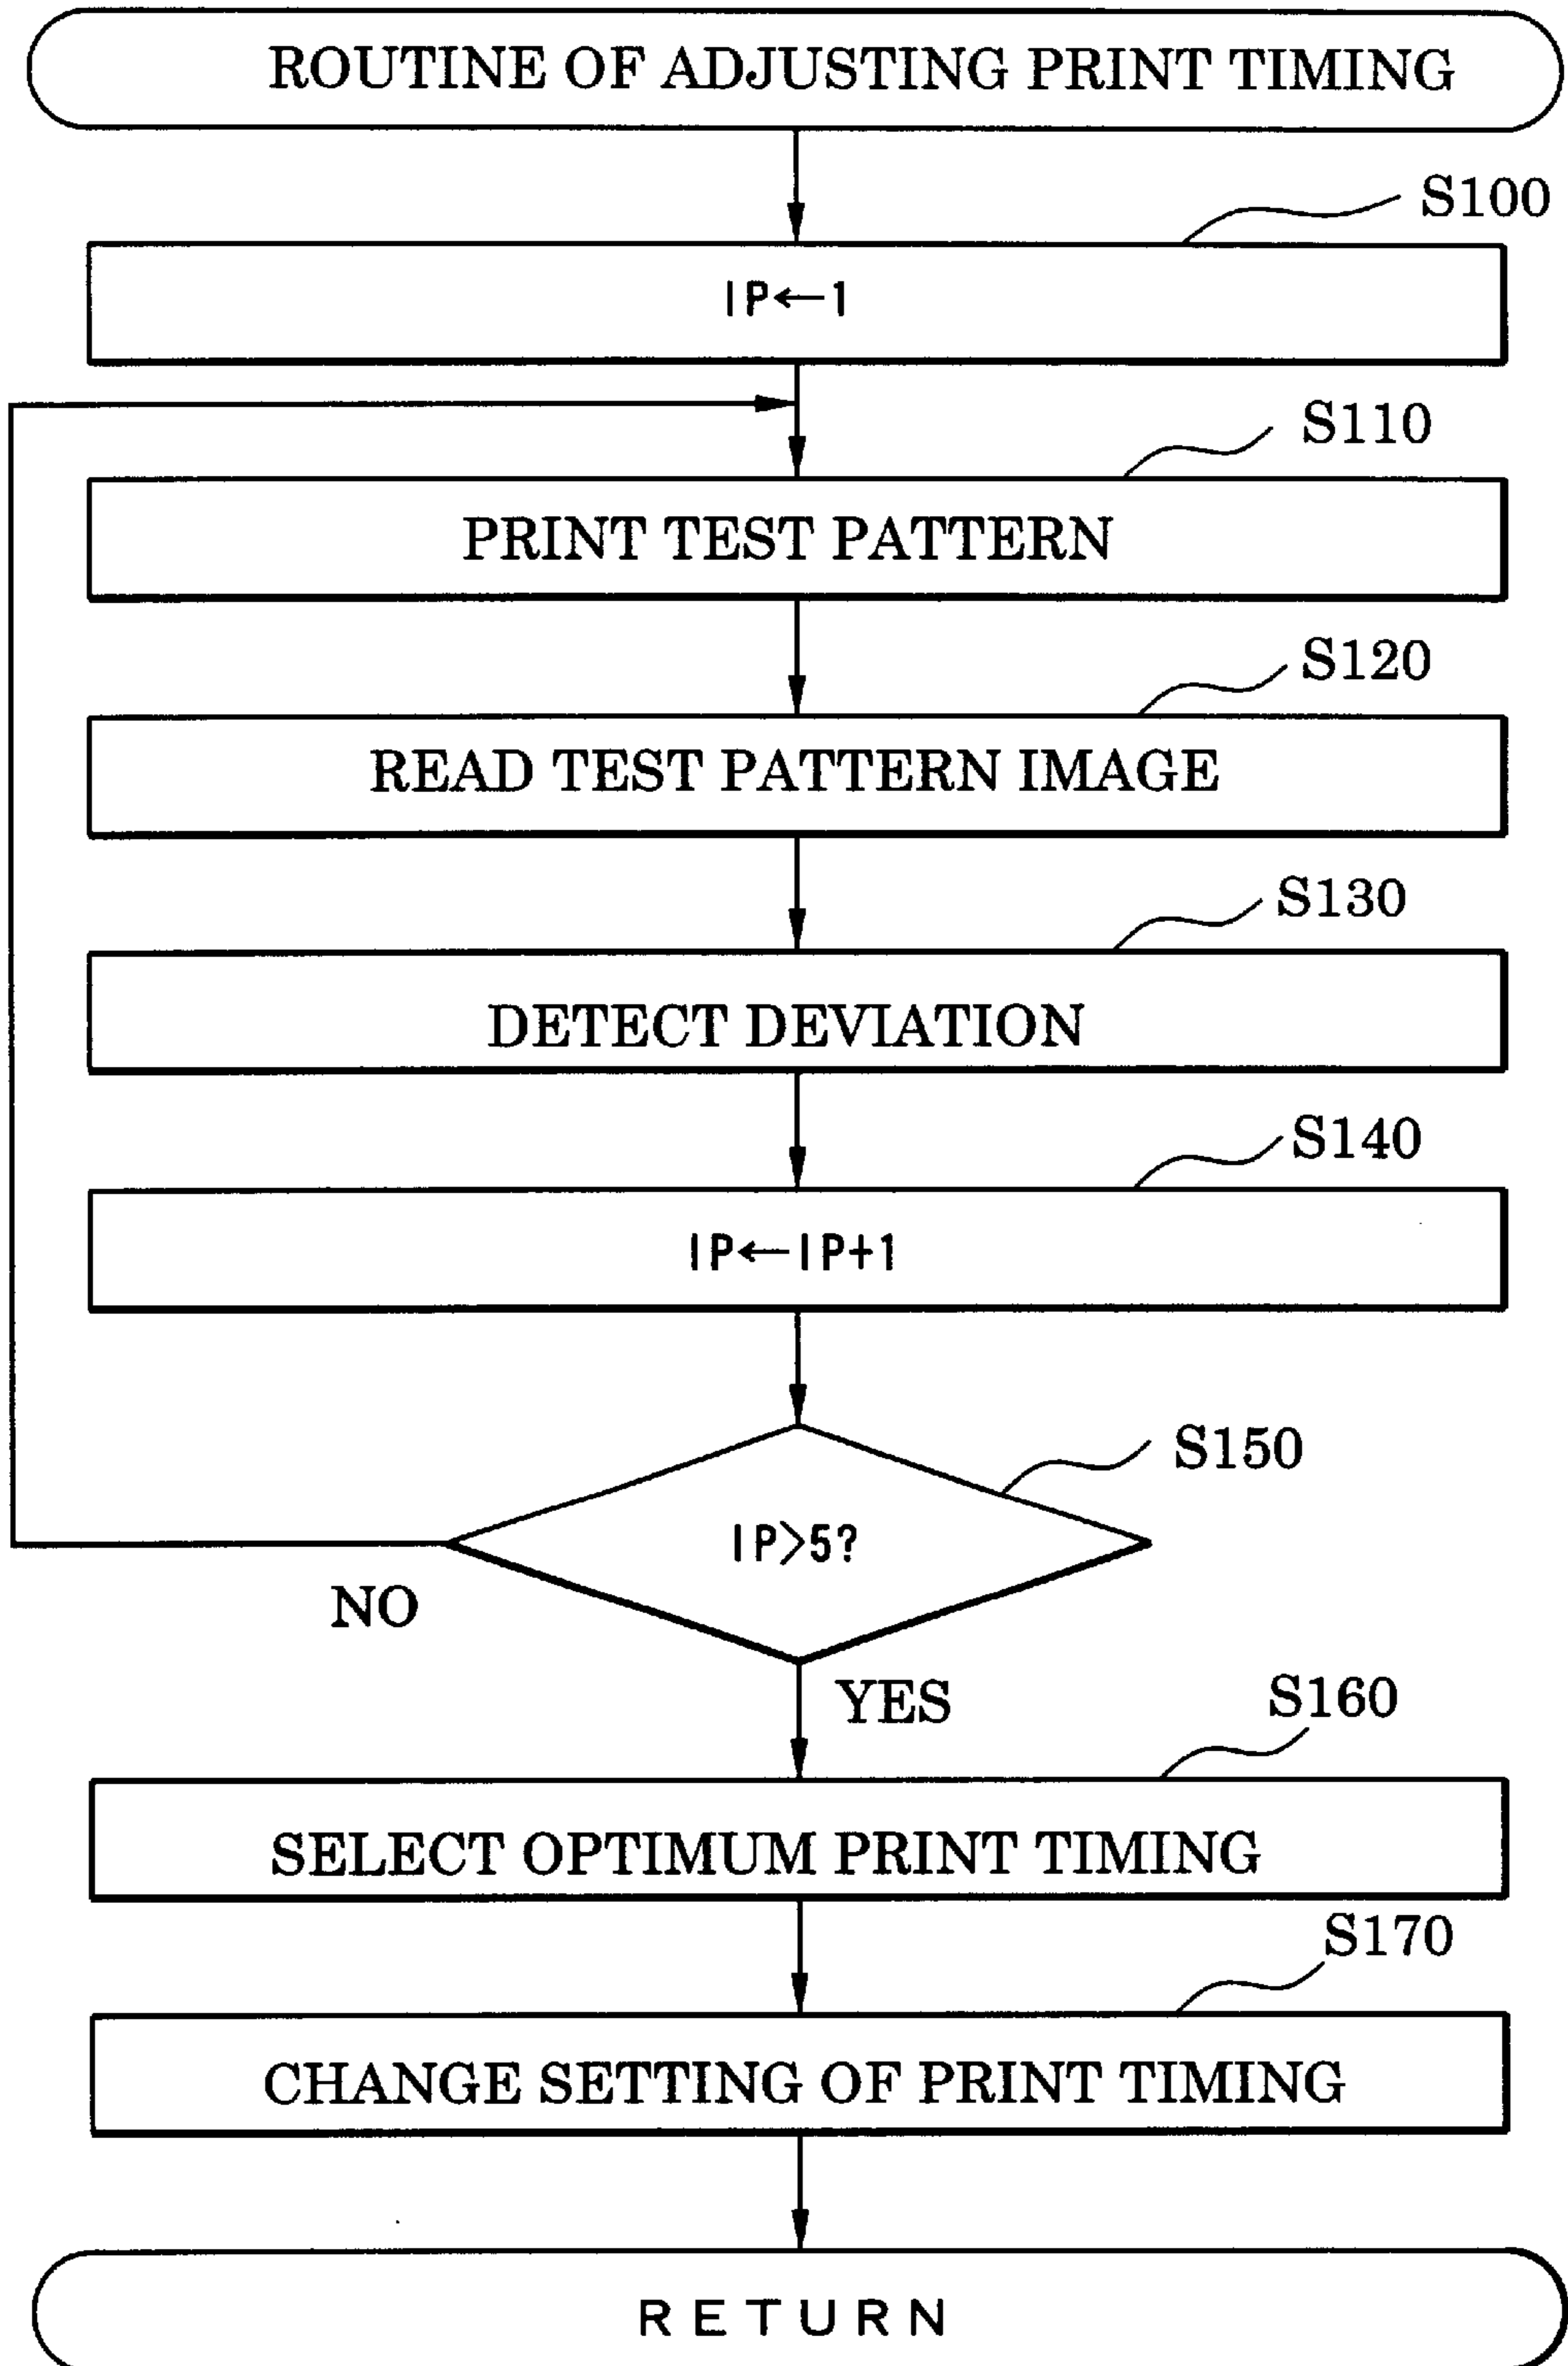 ROUTINE OF ADJUSTING PRINT TIMING
S100
IP←1
S110
PRINT TEST PATTERN
S120
READ TEST PATTERN IMAGE
S130
DETECT DEVIATION
S140
IP←IP+1
S150
IP>5?
NO
YES
S160
SELECT OPTIMUM PRINT TIMING
S170
CHANGE SETTING OF PRINT TIMING
RETURN